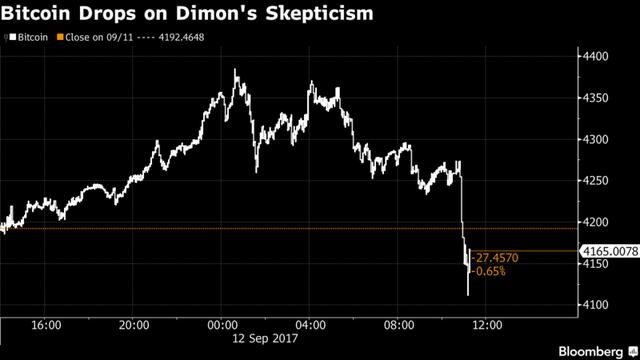 Bitcoin Drops on Dimon's Skepticism
Bitcoin Close on 09/11 ---- 4192.4648
4400
4350
4300
4250
4200
4165.0078
-27.4570
4150
-0.65%
4100
16:00 20:00 00:00 04:00 08:00 12:00
12 Sep 2017
Bloomberg